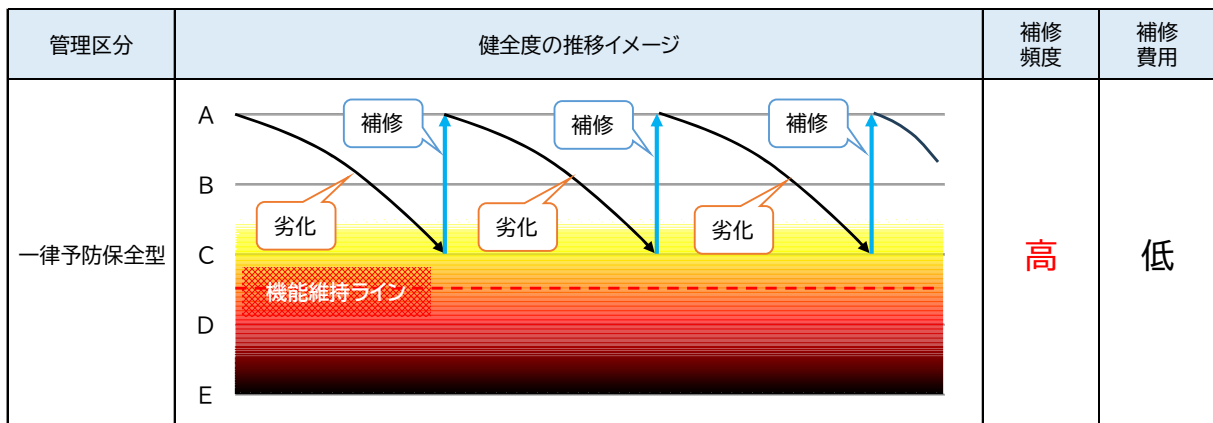 管理区分
健全度の推移イメージ
補修
頻度
補修
費用
一律予防保全型
A
補修
補修
補修
B
劣化
劣化
劣化
C
機能維持ライン
D
E
高
低